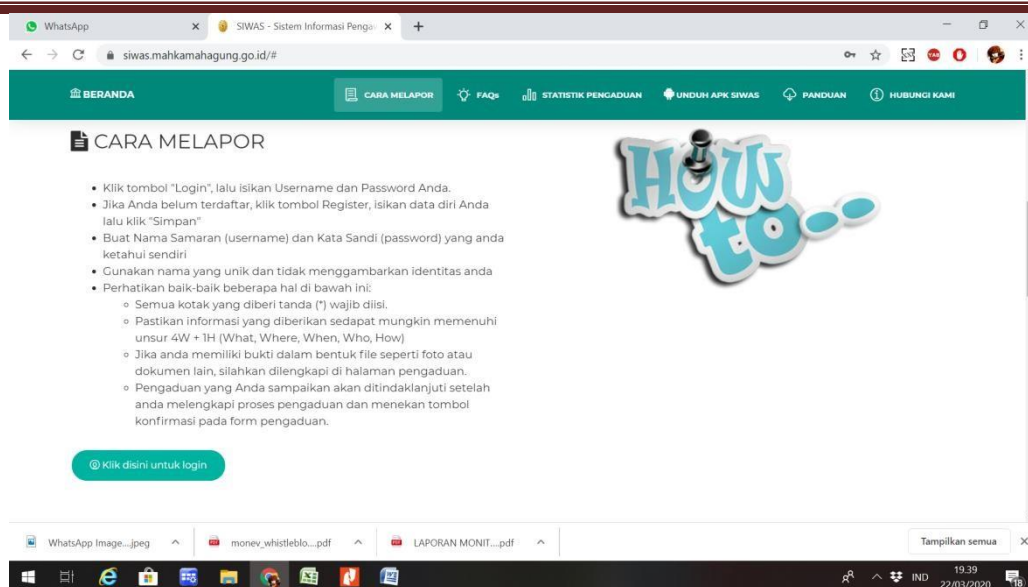 WhatsApp
SIWAS - Sistem Informasi Penga
siwas.mahkamahagung.go.id/#
BERANDA
CARA MELAPOR
FAQs
STATISTIK PENGADUAN
UNDUH APK SIWAS
PANDUAN
HUBUNGI KAMI
CARA MELAPOR
• Klik tombol "Login", lalu isikan Username dan Password Anda.
• Jika Anda belum terdaftar, klik tombol Register, isikan data diri Anda
lalu klik "Simpan"
• Buat Nama Samaran (username) dan Kata Sandi (password) yang anda
ketahui sendiri
• Gunakan nama yang unik dan tidak menggambarkan identitas anda
• Perhatikan baik-baik beberapa hal di bawah ini:
◦ Semua kotak yang diberi tanda (*) wajib diisi.
◦ Pastikan informasi yang diberikan sedapat mungkin memenuhi
unsur 4W + 1H (What, Where, When, Who, How)
◦ Jika anda memiliki bukti dalam bentuk file seperti foto atau
dokumen lain, silahkan dilengkapi di halaman pengaduan.
◦ Pengaduan yang Anda sampaikan akan ditindaklanjuti setelah
anda melengkapi proses pengaduan dan menekan tombol
konfirmasi pada form pengaduan.
HOW
to...
Klik disini untuk login
WhatsApp Image....jpeg
monev_whistleblo....pdf
LAPORAN MONIT....pdf
Tampilkan semua
IND
19.39
22/03/2020
18